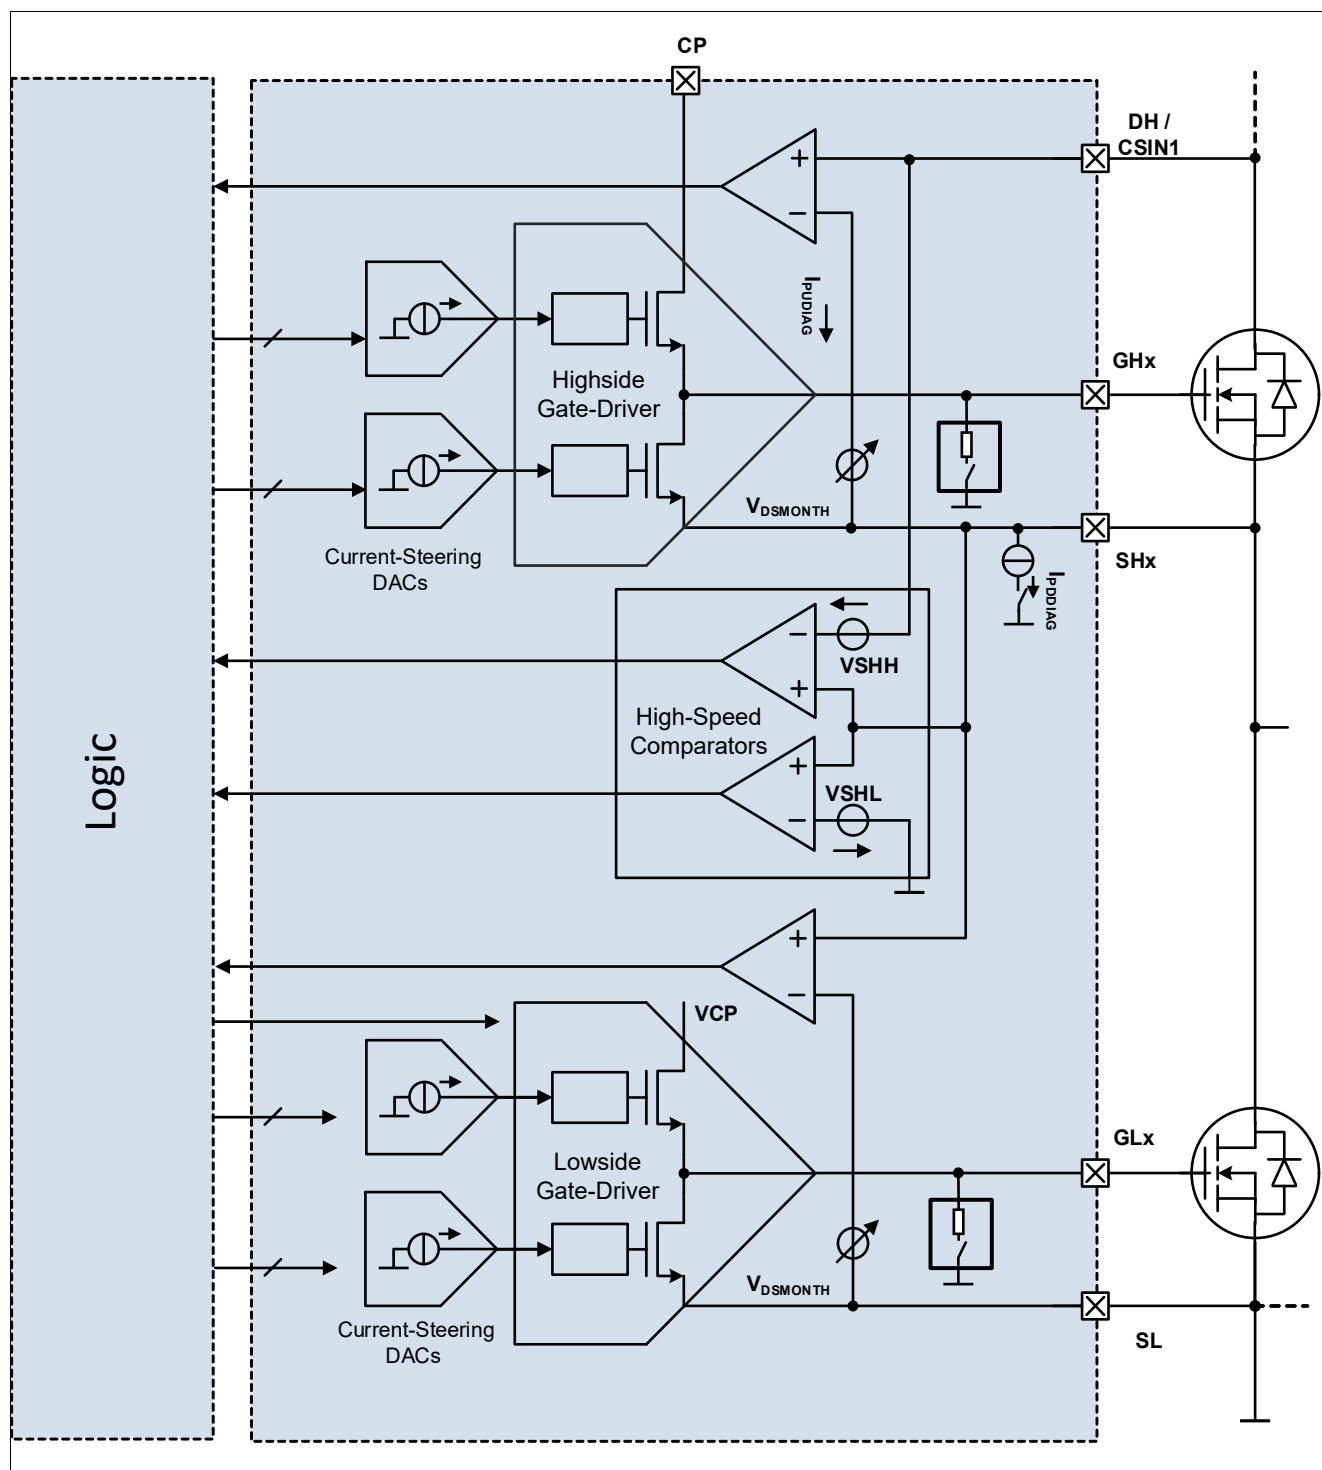 CP
DH /
CSIN1
IPUDIAG
GHx
Highside
Gate-Driver
VDSMONTH
Current-Steering
DACs
SHx
IPDDIAG
VSHH
High-Speed
Comparators
VSHL
Logic
VCP
GLx
Lowside
Gate-Driver
VDSMONTH
Current-Steering
DACs
SL